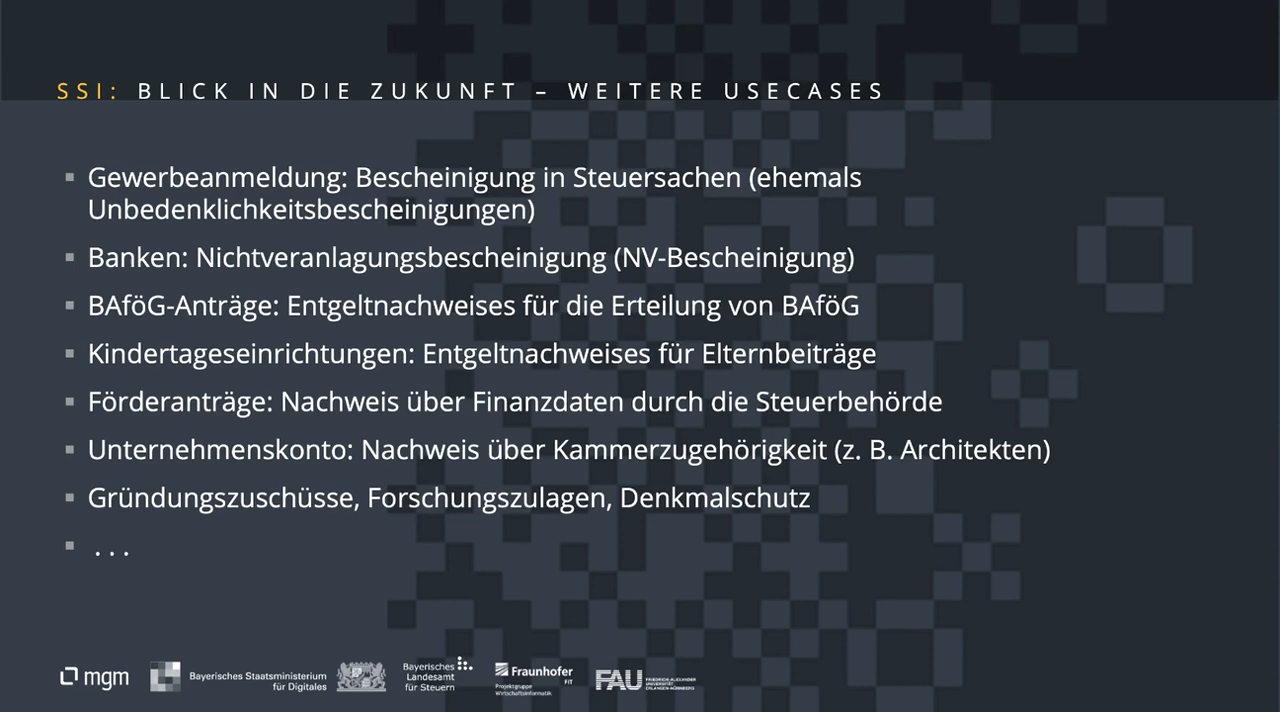 SSI: BLICK IN DIE ZUKUNFT – WEITERE USECASES
▪ Gewerbeanmeldung: Bescheinigung in Steuersachen (ehemals
Unbedenklichkeitsbescheinigungen)
▪ Banken: Nichtveranlagungsbescheinigung (NV-Bescheinigung)
▪ BAföG-Anträge: Entgeltnachweises für die Erteilung von BAföG
▪ Kindertageseinrichtungen: Entgeltnachweises für Elternbeiträge
▪ Förderanträge: Nachweis über Finanzdaten durch die Steuerbehörde
▪ Unternehmenskonto: Nachweis über Kammerzugehörigkeit (z. B. Architekten)
▪ Gründungszuschüsse, Forschungszulagen, Denkmalschutz
▪ . . .
mgm
Bayerisches Staatsministerium
für Digitales
Bayerisches
Landesamt
für Steuern
Fraunhofer
FIT
Projektgruppe
Wirtschaftsinformatik
FAU
FRIEDRICH-ALEXANDER
UNIVERSITÄT
ERLANGEN-NÜRNBERG